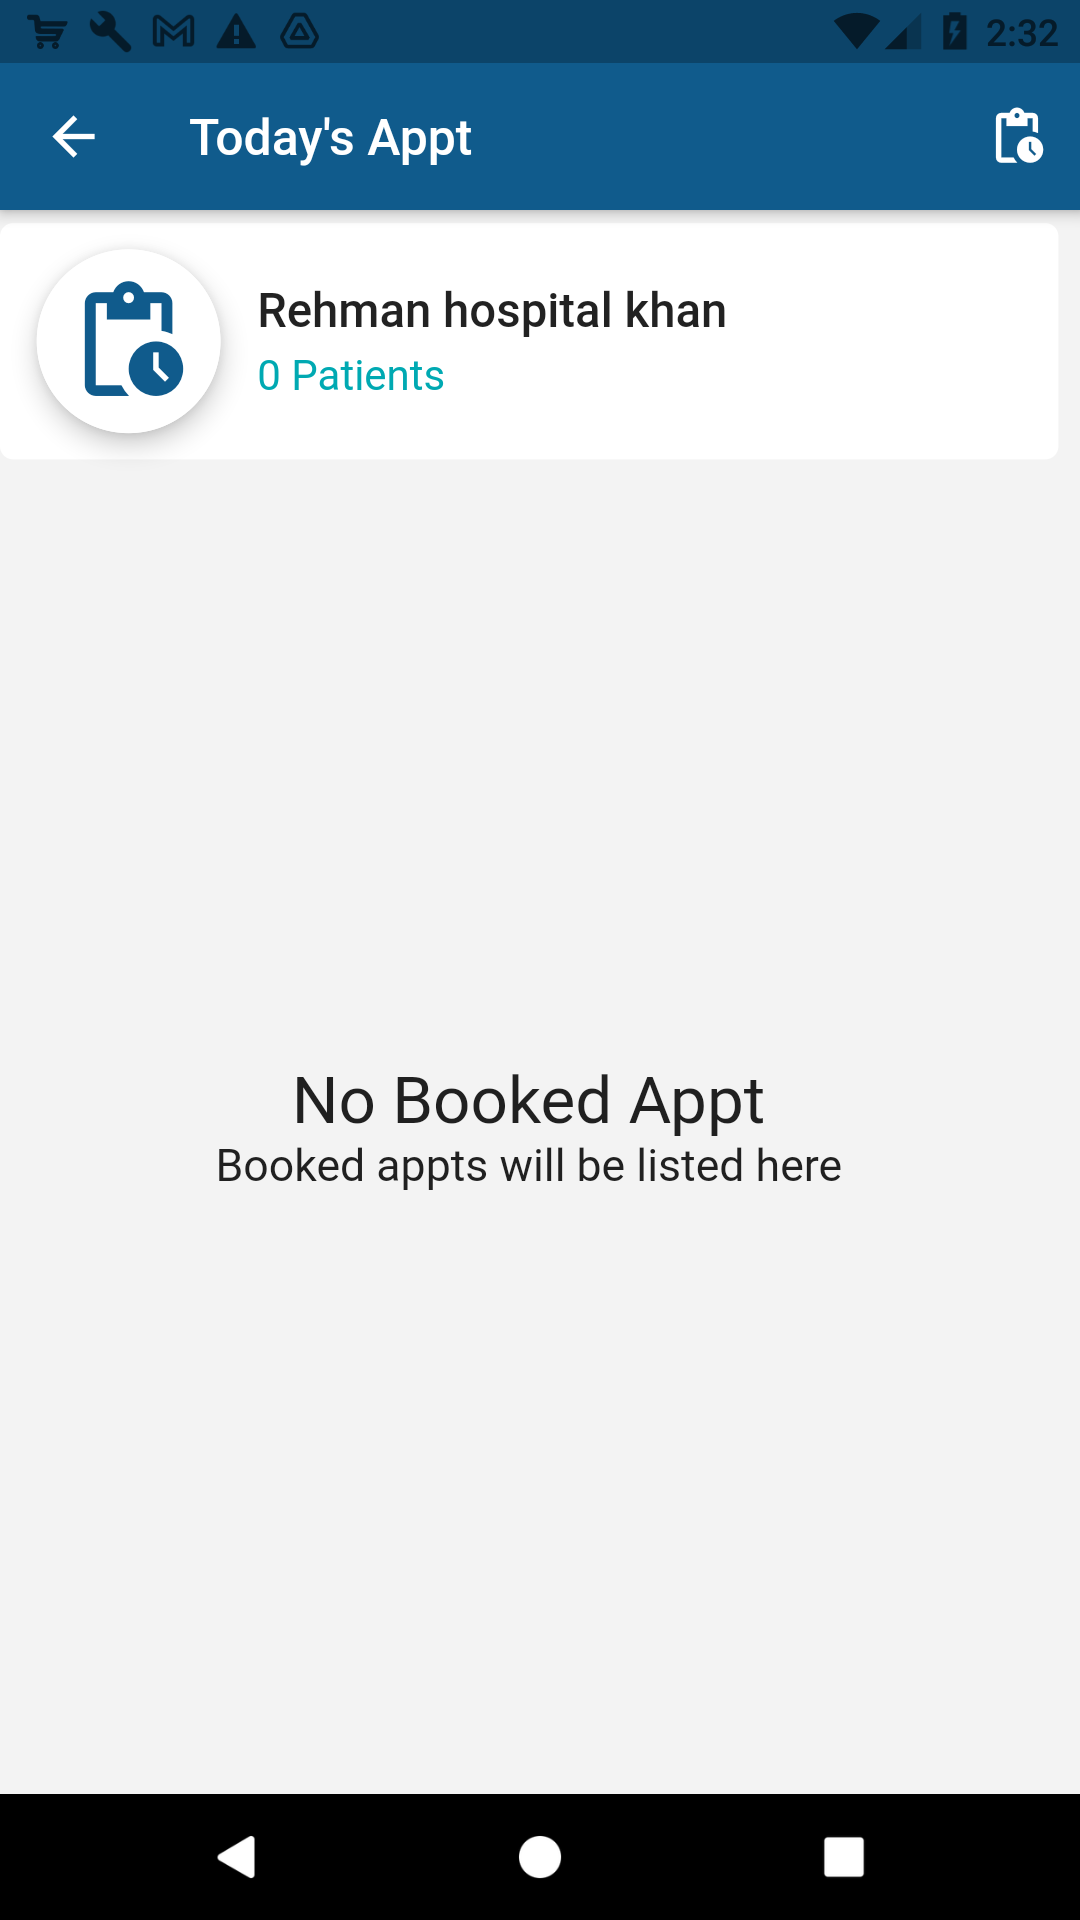 2:32
Today's Appt
Rehman hospital khan
0 Patients
No Booked Appt
Booked appts will be listed here